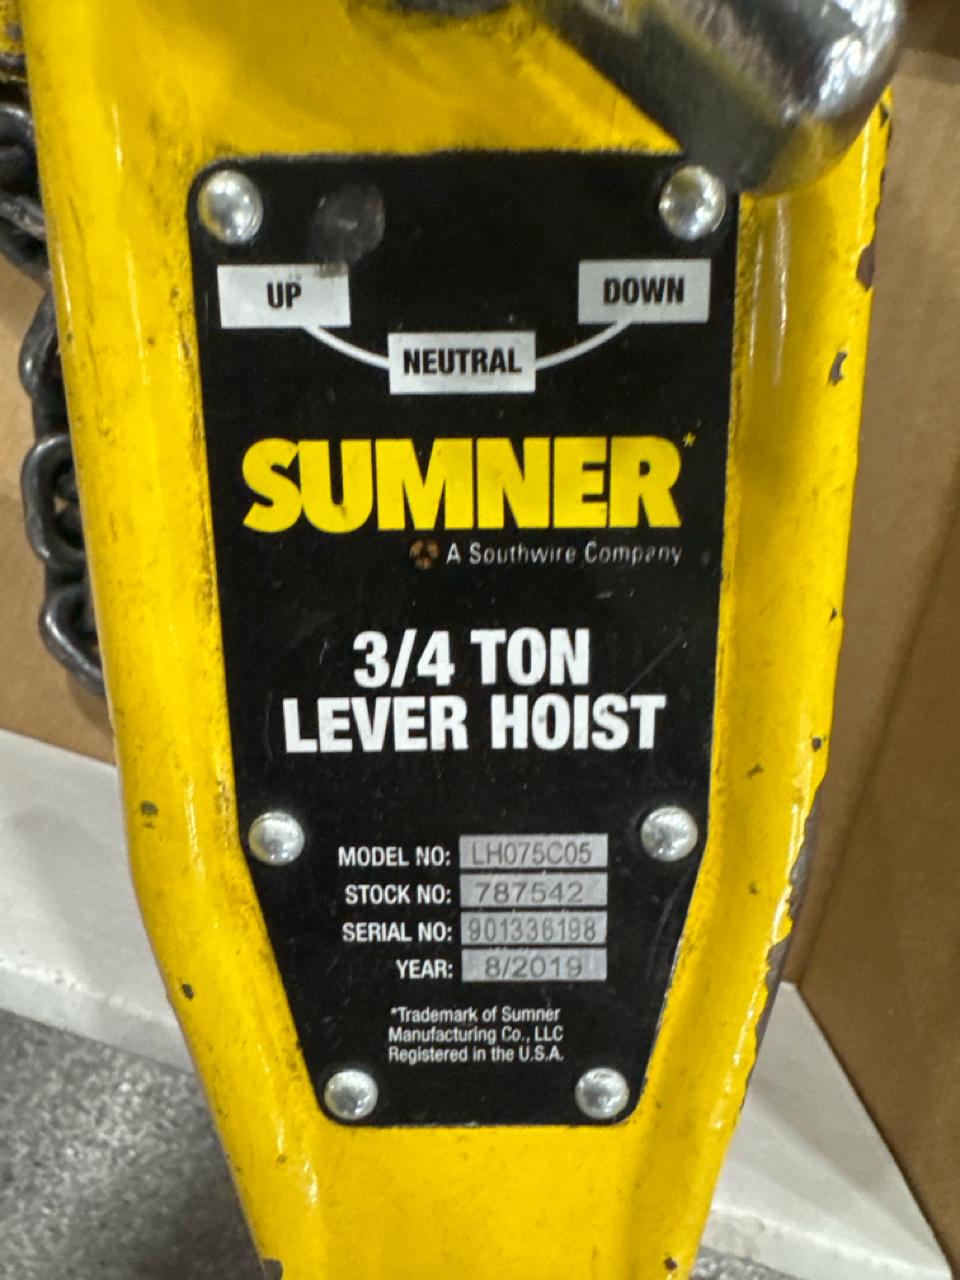 UP
DOWN
NEUTRAL
SUMNER*
A Southwire Company
3/4 TON
LEVER HOIST
MODEL NO: LH075C05
STOCK NO: 787542
SERIAL NO: 901336198
YEAR: 8/2019
*Trademark of Sumner
Manufacturing Co., LLC
Registered in the U.S.A.